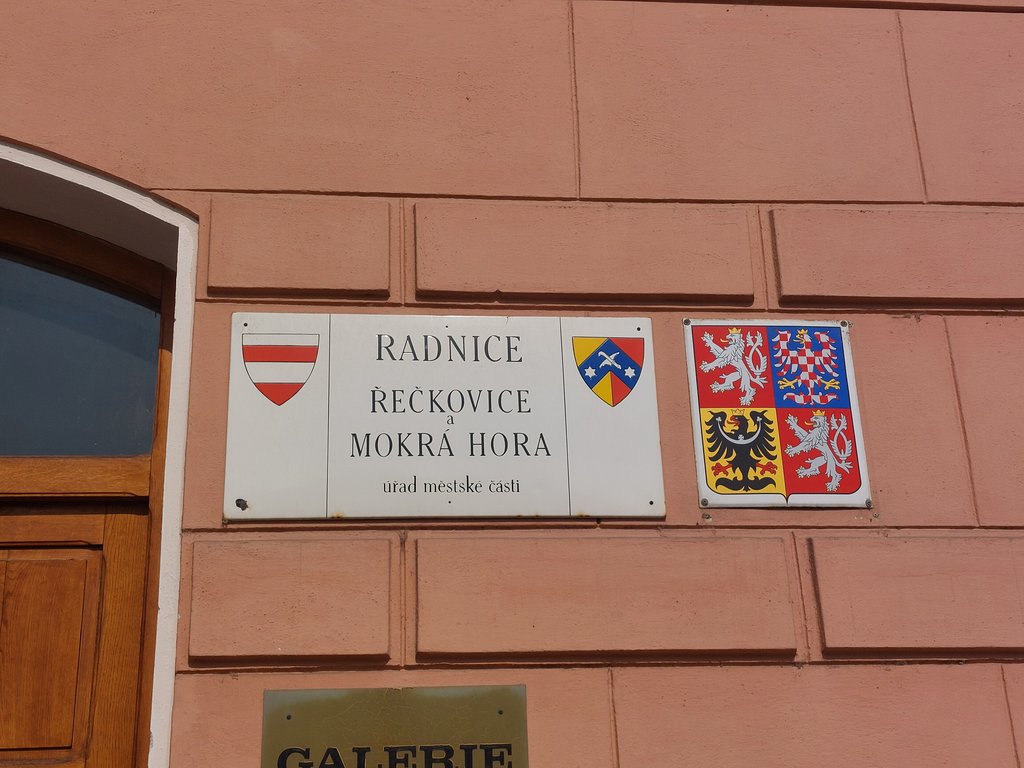 RADNICE
ŘEČKOVICE
a
MOKRÁ HORA
úřad městské části
GALERIE